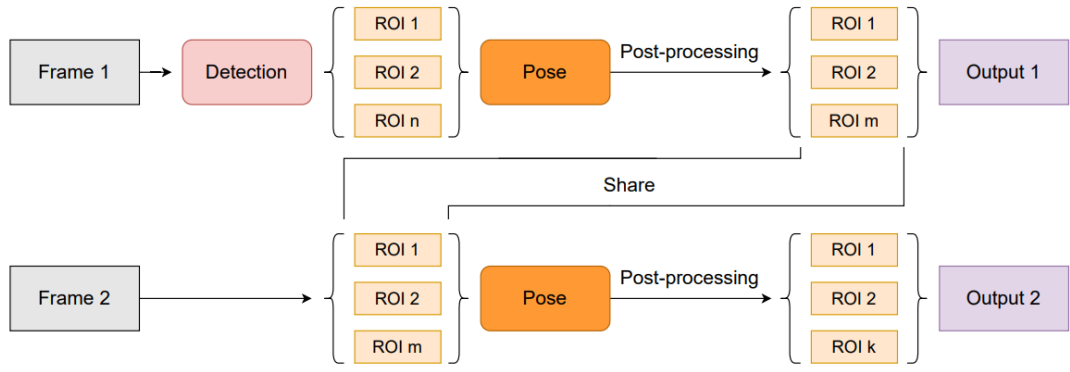 Frame 1
Detection
ROI 1
ROI 2
ROI n
Pose
Post-processing
ROI 1
ROI 2
ROI m
Output 1
Share
Frame 2
ROI 1
ROI 2
ROI m
Pose
Post-processing
ROI 1
ROI 2
ROI k
Output 2